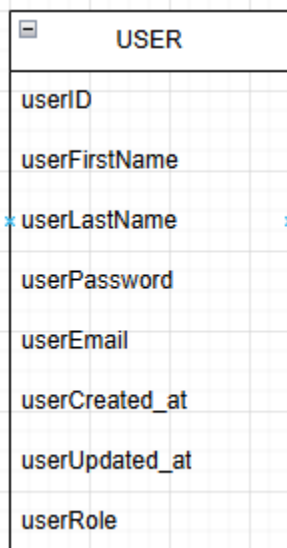 USER
userID
userFirstName
userLastName
userPassword
userEmail
userCreated_at
userUpdated_at
userRole